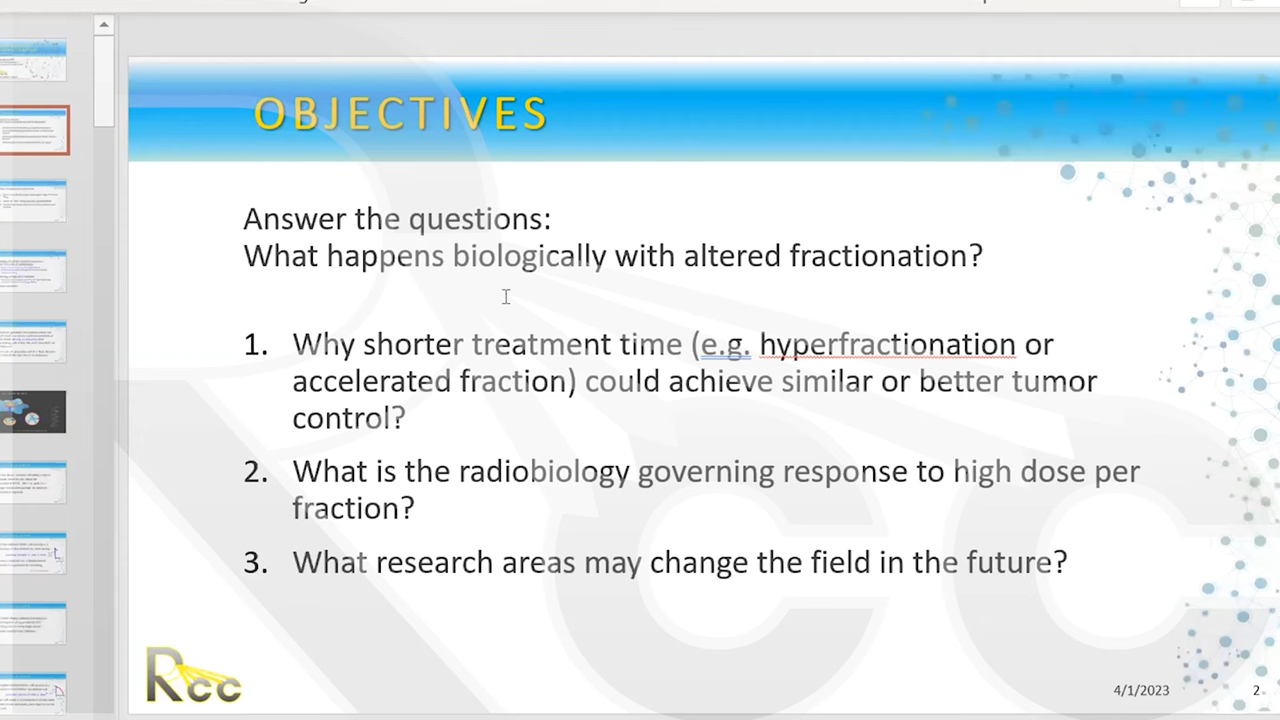 OBJECTIVES
Answer the questions:
What happens biologically with altered fractionation?
1. Why shorter treatment time (e.g. hyperfractionation or
accelerated fraction) could achieve similar or better tumor
control?
2. What is the radiobiology governing response to high dose per
fraction?
3. What research areas may change the field in the future?
Rcc
4/1/2023
2